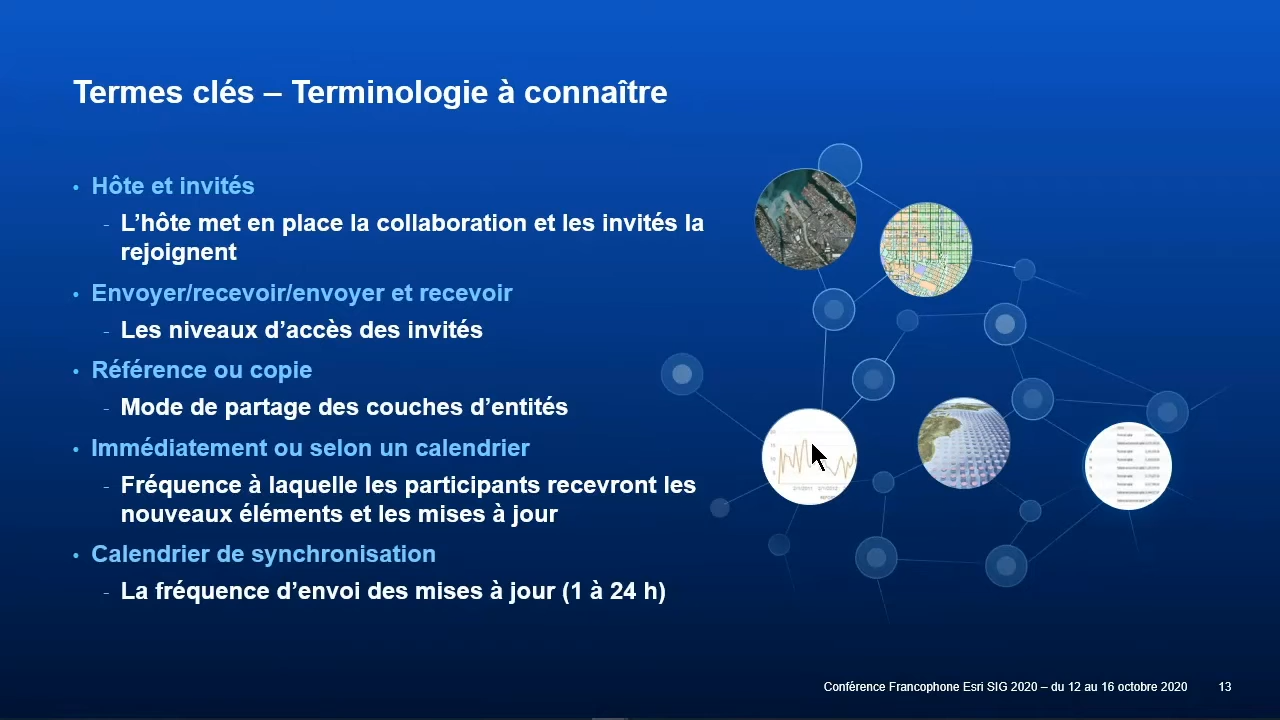 Termes clés – Terminologie à connaître
• Hôte et invités
- L’hôte met en place la collaboration et les invités la
rejoignent
• Envoyer/recevoir/envoyer et recevoir
- Les niveaux d’accès des invités
• Référence ou copie
- Mode de partage des couches d’entités
• Immédiatement ou selon un calendrier
- Fréquence à laquelle les participants recevront les
nouveaux éléments et les mises à jour
• Calendrier de synchronisation
- La fréquence d’envoi des mises à jour (1 à 24 h)
Conférence Francophone Esri SIG 2020 – du 12 au 16 octobre 2020 13